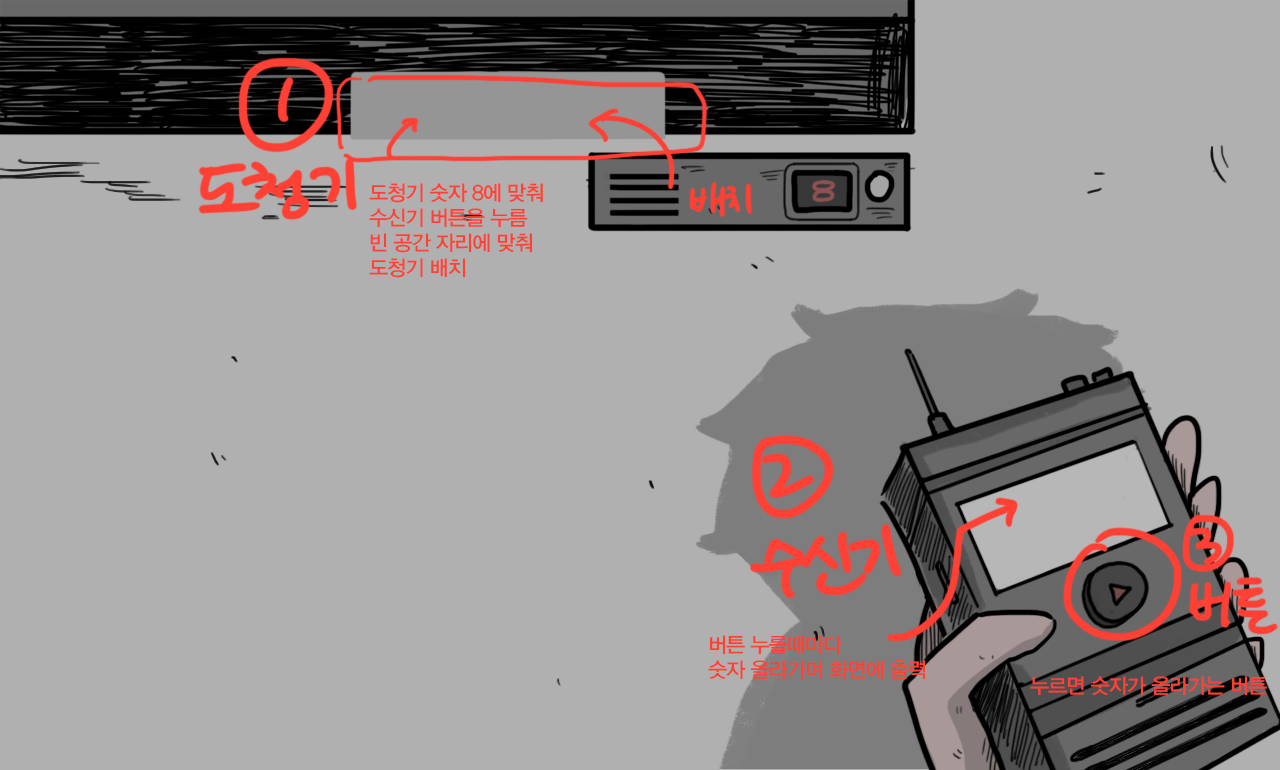 1
도청기
도청기 숫자 8에 맞춰
수신기 버튼을 누름
빈 공간 자리에 맞춰
도청기 배치
배치
8
2
수신기
버튼 누를때마다
숫자 올라가며 화면에 출력
3
버튼
누르면 숫자가 올라가는 버튼